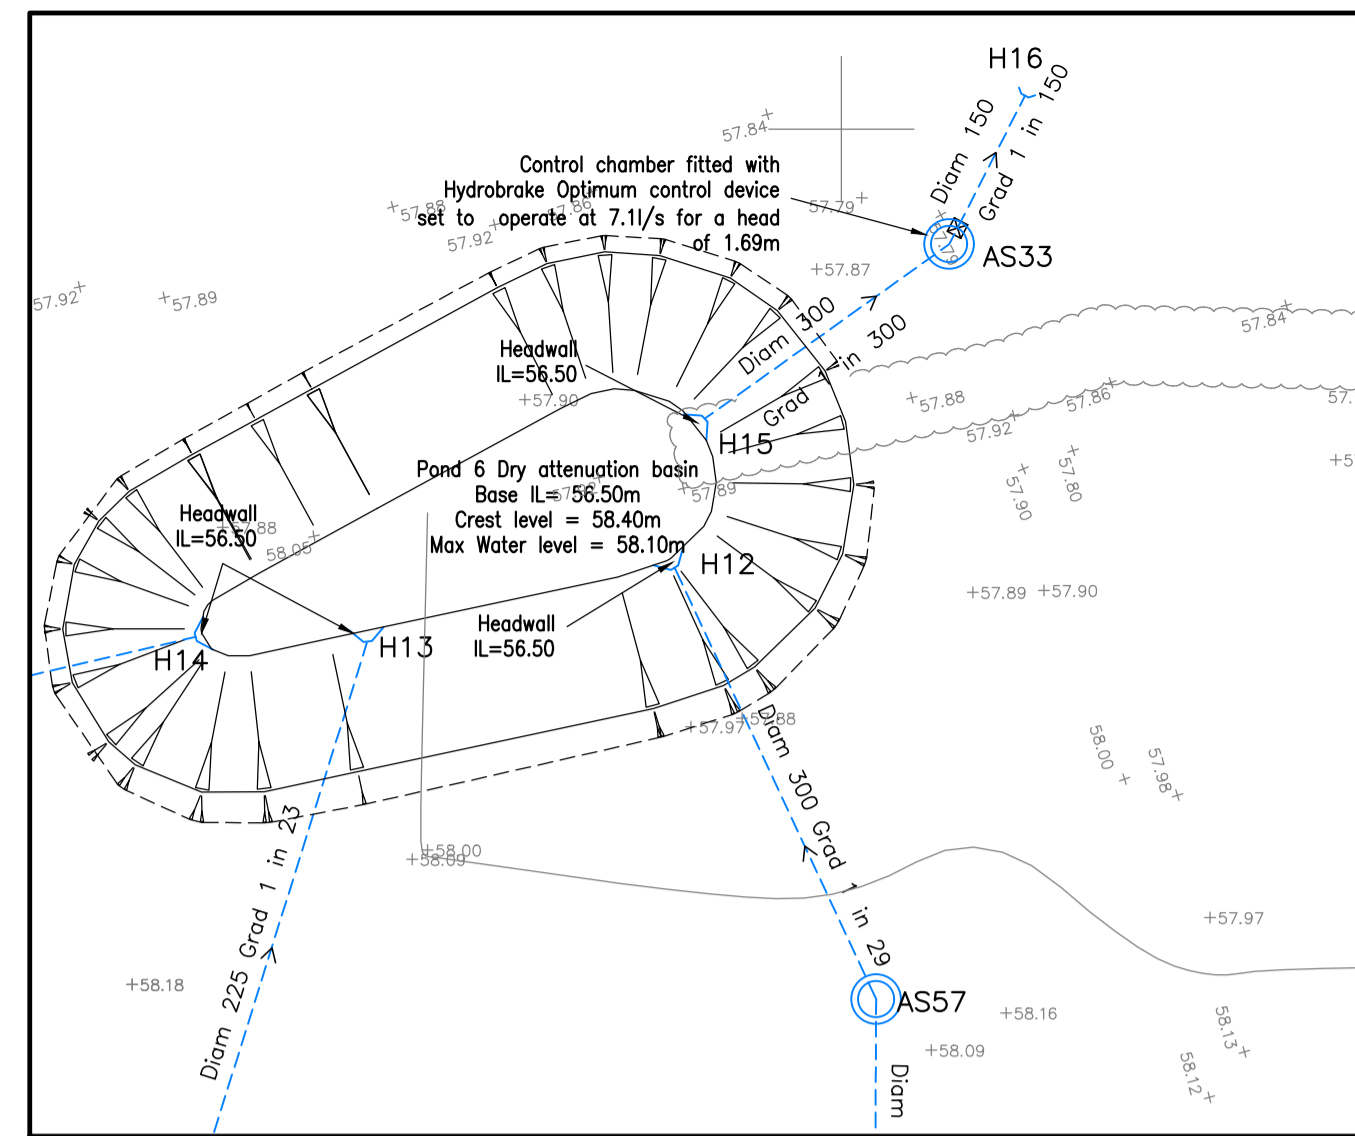 H16
Diam 150
Grad 1 in 150
57.84
Control chamber fitted with
Hydrobrake Optimum control device
set to operate at 7.1l/s for a head
of 1.69m
57.88
57.86
57.92
57.79
57.79
AS33
57.87
57.92
57.89
57.84
Diam 300
Grad 1 in 300
Headwall
IL=56.50
57.90
57.88
57.86
57.92
57.
H15
57.90
57.80
+5
Pond 6 Dry attenuation basin
Base IL= 56.50m
Crest level = 58.40m
Max Water level = 58.10m
57.89
Headwall
IL=56.50
57.88
58.05
H12
57.89
57.90
Headwall
IL=56.50
H14
H13
57.97
57.88
58.00
57.98
Diam 300 Grad 1 in 29
58.00
58.09
Diam 225 Grad 1 in 23
57.97
58.18
AS57
58.16
58.09
58.13
58.12
Diam